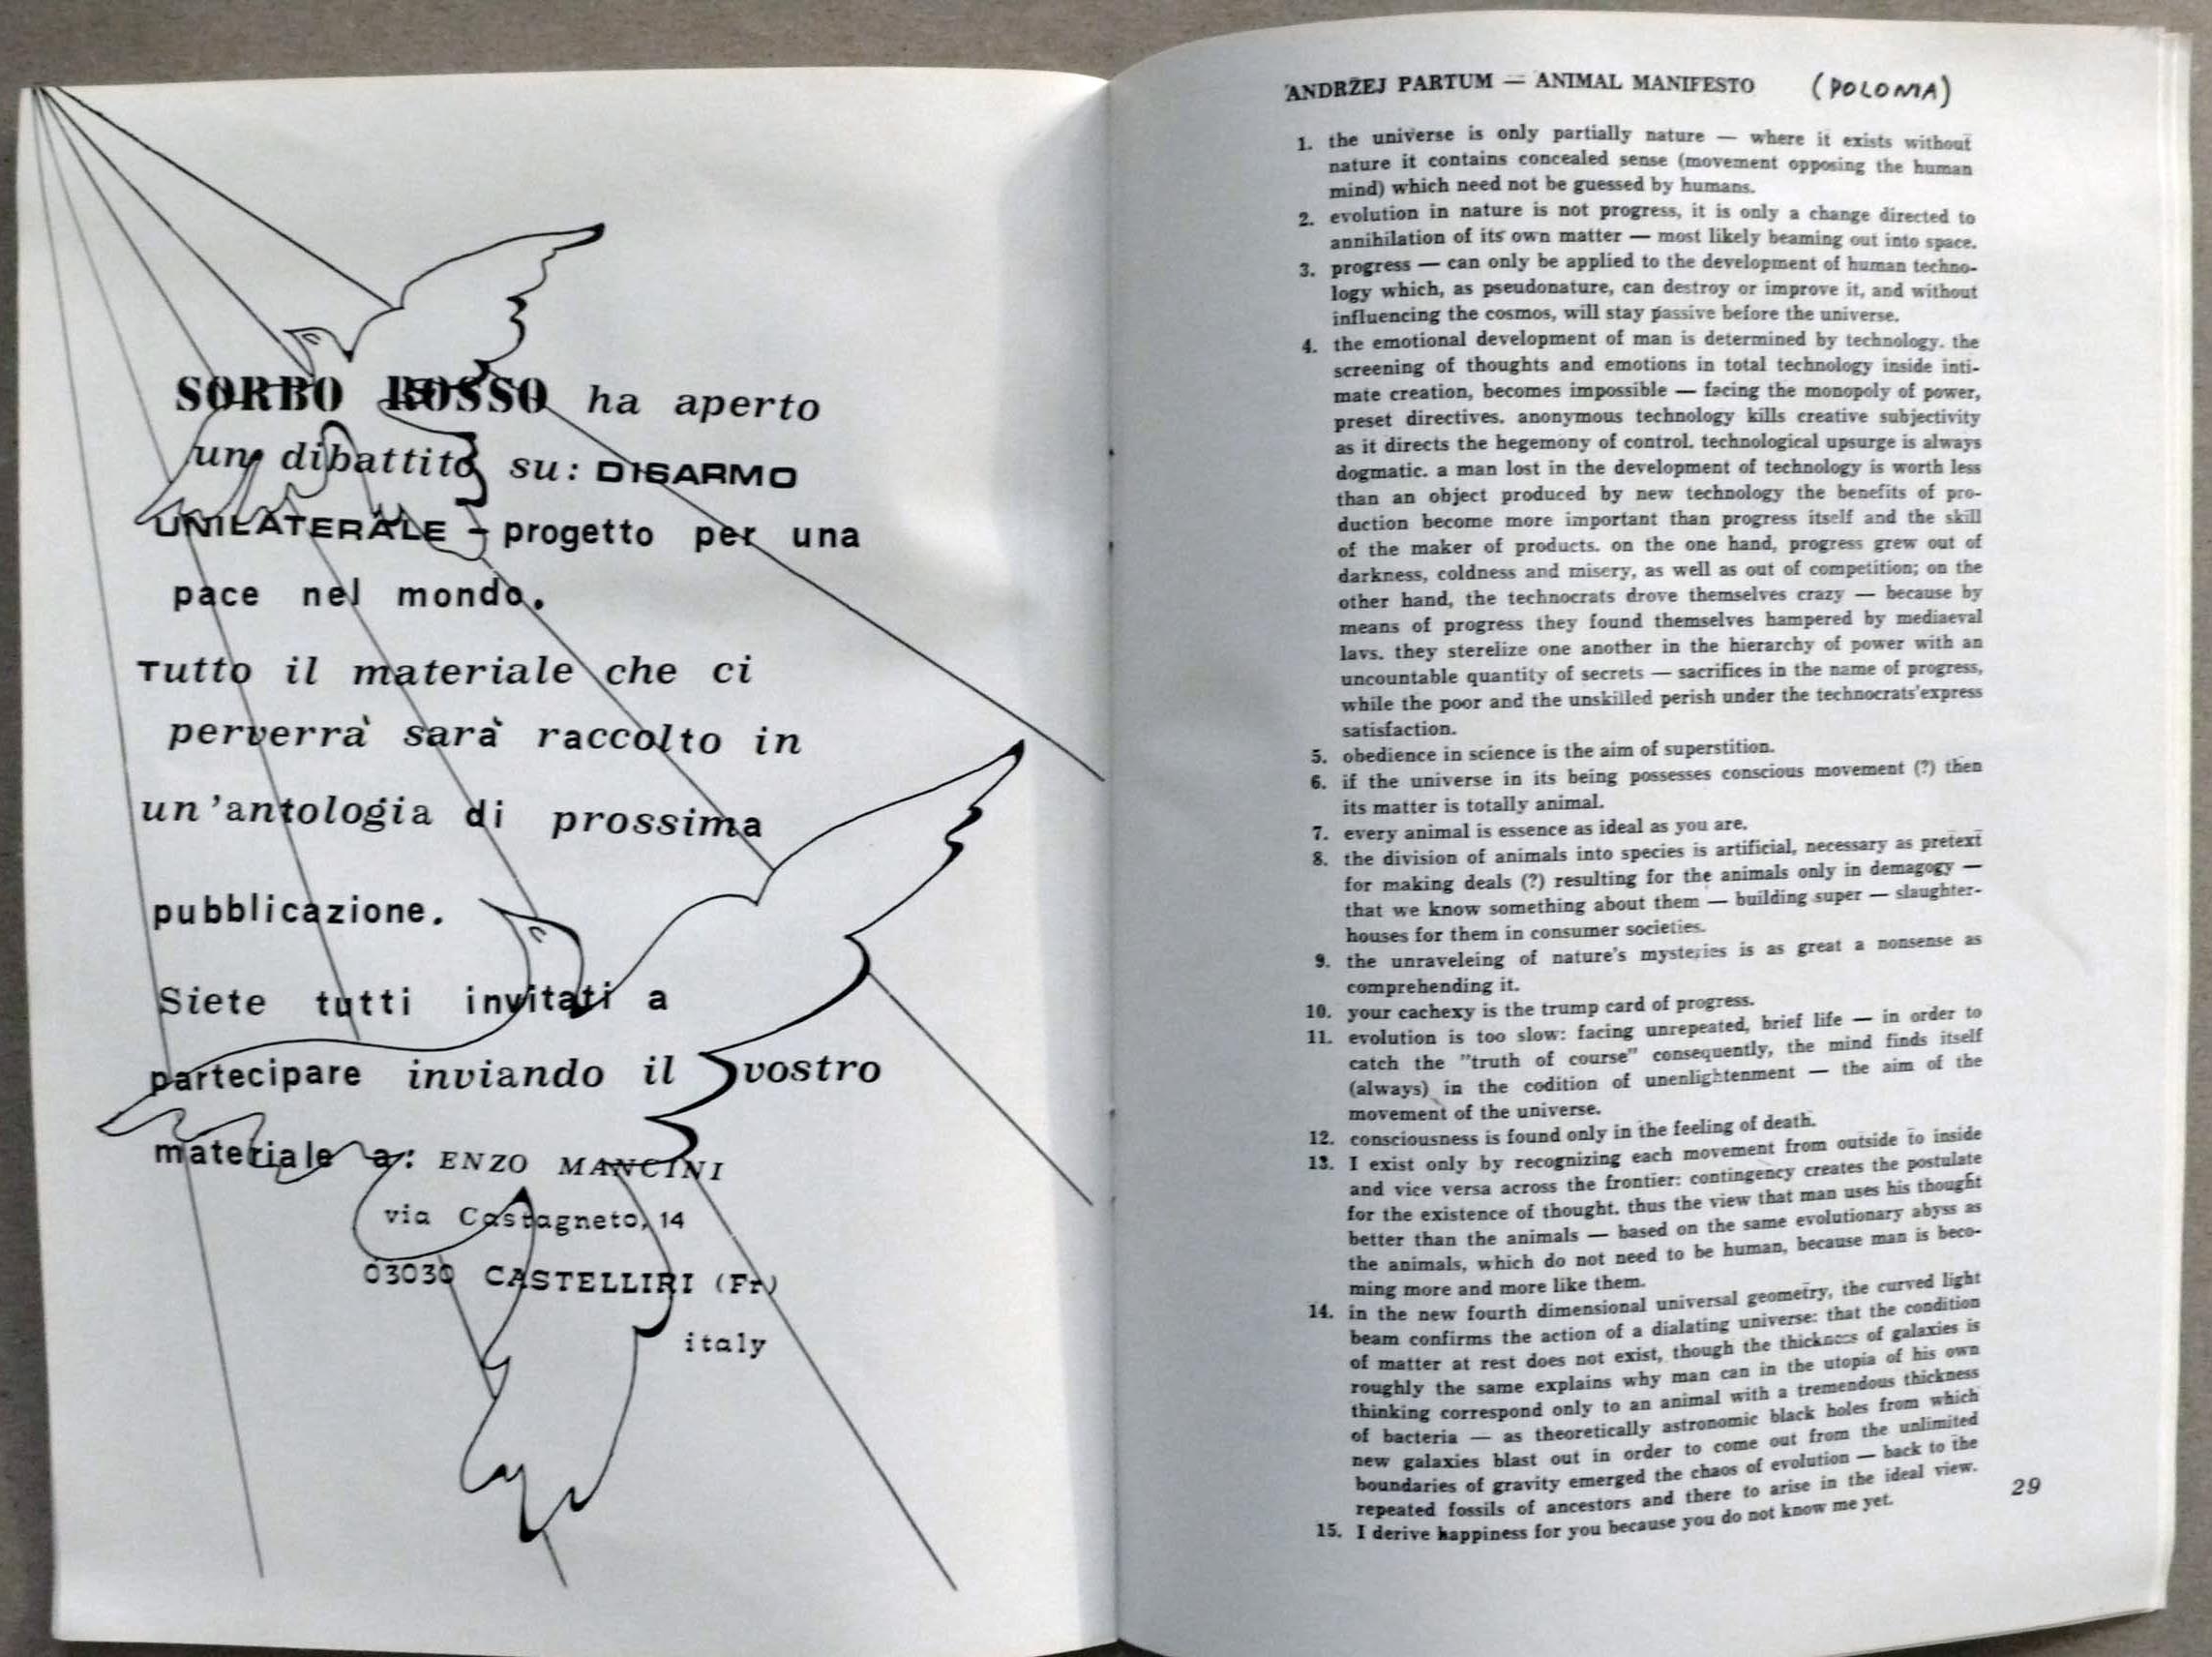 SORBO ROSSO ha aperto
un dibattito su: DISARMO
UNILATERALE - progetto per una
pace nel mondo.
Tutto il materiale che ci
perverrà sarà raccolto in
un'antologia di prossima
pubblicazione.
Siete tutti invitati a
partecipare inviando il vostro
materiale a: ENZO MANCINI
via Castagneto, 14
03030 CASTELLIRI (Fr)
italy
ANDRŻEJ PARTUM — ANIMAL MANIFESTO (POLONIA)
1. the universe is only partially nature — where it exists without
nature it contains concealed sense (movement opposing the human
mind) which need not be guessed by humans.
2. evolution in nature is not progress, it is only a change directed to
annihilation of its own matter — most likely beaming out into space.
3. progress — can only be applied to the development of human techno-
logy which, as pseudonature, can destroy or improve it, and without
influencing the cosmos, will stay passive before the universe.
4. the emotional development of man is determined by technology. the
screening of thoughts and emotions in total technology inside inti-
mate creation, becomes impossible — facing the monopoly of power,
preset directives. anonymous technology kills creative subjectivity
as it directs the hegemony of control. technological upsurge is always
dogmatic. a man lost in the development of technology is worth less
than an object produced by new technology the benefits of pro-
duction become more important than progress itself and the skill
of the maker of products. on the one hand, progress grew out of
darkness, coldness and misery, as well as out of competition; on the
other hand, the technocrats drove themselves crazy — because by
means of progress they found themselves hampered by mediaeval
lavs. they sterelize one another in the hierarchy of power with an
uncountable quantity of secrets — sacrifices in the name of progress,
while the poor and the unskilled perish under the technocrats'express
satisfaction.
5. obedience in science is the aim of superstition.
6. if the universe in its being possesses conscious movement (?) then
its matter is totally animal.
7. every animal is essence as ideal as you are.
8. the division of animals into species is artificial, necessary as pretext
for making deals (?) resulting for the animals only in demagogy —
that we know something about them — building super — slaughter-
houses for them in consumer societies.
9. the unraveleing of nature's mysteries is as great a nonsense as
comprehending it.
10. your cachexy is the trump card of progress.
11. evolution is too slow: facing unrepeated, brief life — in order to
catch the "truth of course" consequently, the mind finds itself
(always) in the codition of unenlightenment — the aim of the
movement of the universe.
12. consciousness is found only in the feeling of death.
13. I exist only by recognizing each movement from outside to inside
and vice versa across the frontier: contingency creates the postulate
for the existence of thought. thus the view that man uses his thought
better than the animals — based on the same evolutionary abyss as
the animals, which do not need to be human, because man is beco-
ming more and more like them.
14. in the new fourth dimensional universal geometry, the curved light
beam confirms the action of a dialating universe: that the condition
of matter at rest does not exist, though the thickness of galaxies is
roughly the same explains why man can in the utopia of his own
thinking correspond only to an animal with a tremendous thickness
of bacteria — as theoretically astronomic black holes from which
new galaxies blast out in order to come out from the unlimited
boundaries of gravity emerged the chaos of evolution — back to the
repeated fossils of ancestors and there to arise in the ideal view.
15. I derive happiness for you because you do not know me yet.
29